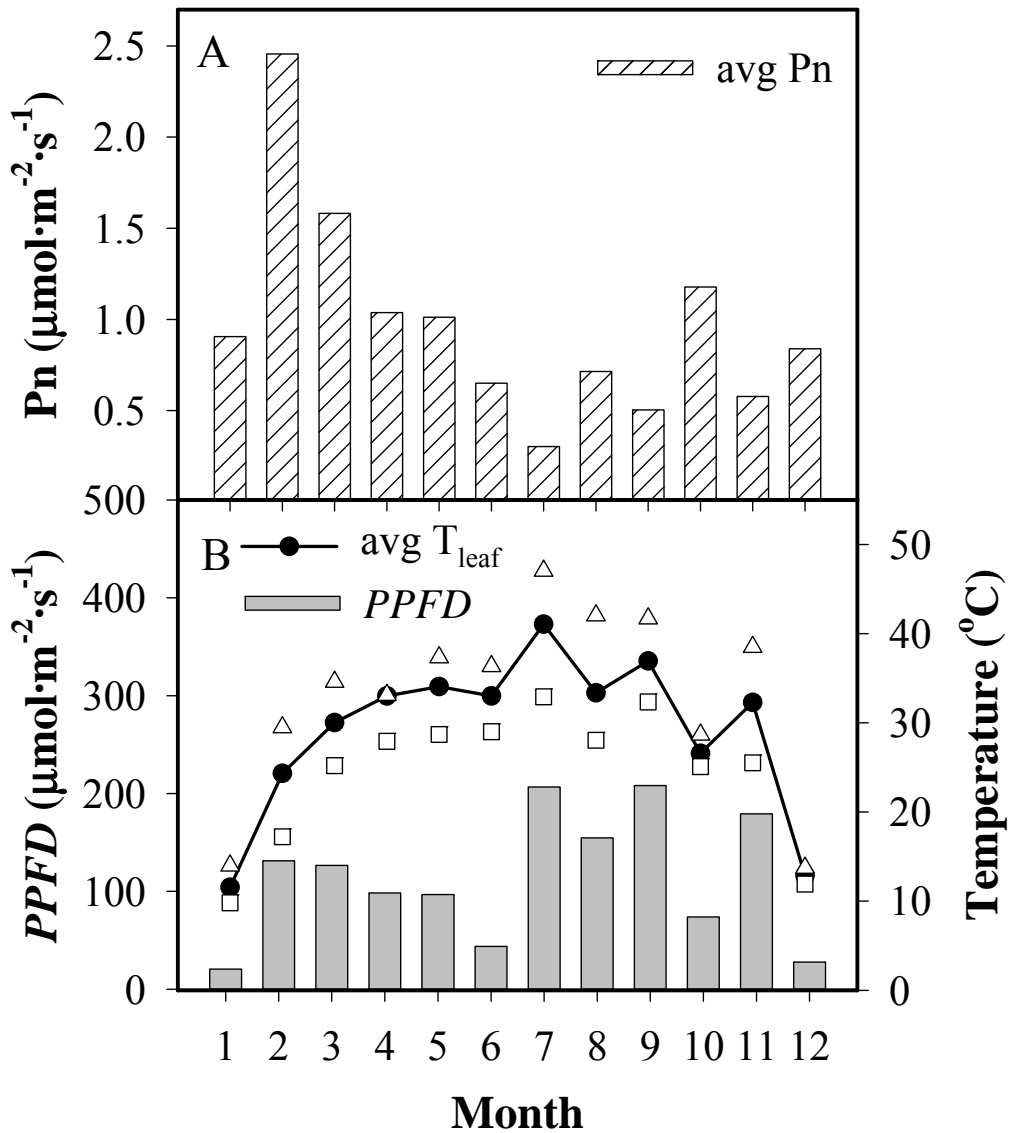 A
avg Pn
2.5
2.0
1.5
1.0
0.5
Pn (μmol·m⁻²·s⁻¹)
B
avg T_leaf
PPFD
500
400
300
200
100
0
PPFD (μmol·m⁻²·s⁻¹)
50
40
30
20
10
0
Temperature (°C)
1 2 3 4 5 6 7 8 9 10 11 12
Month